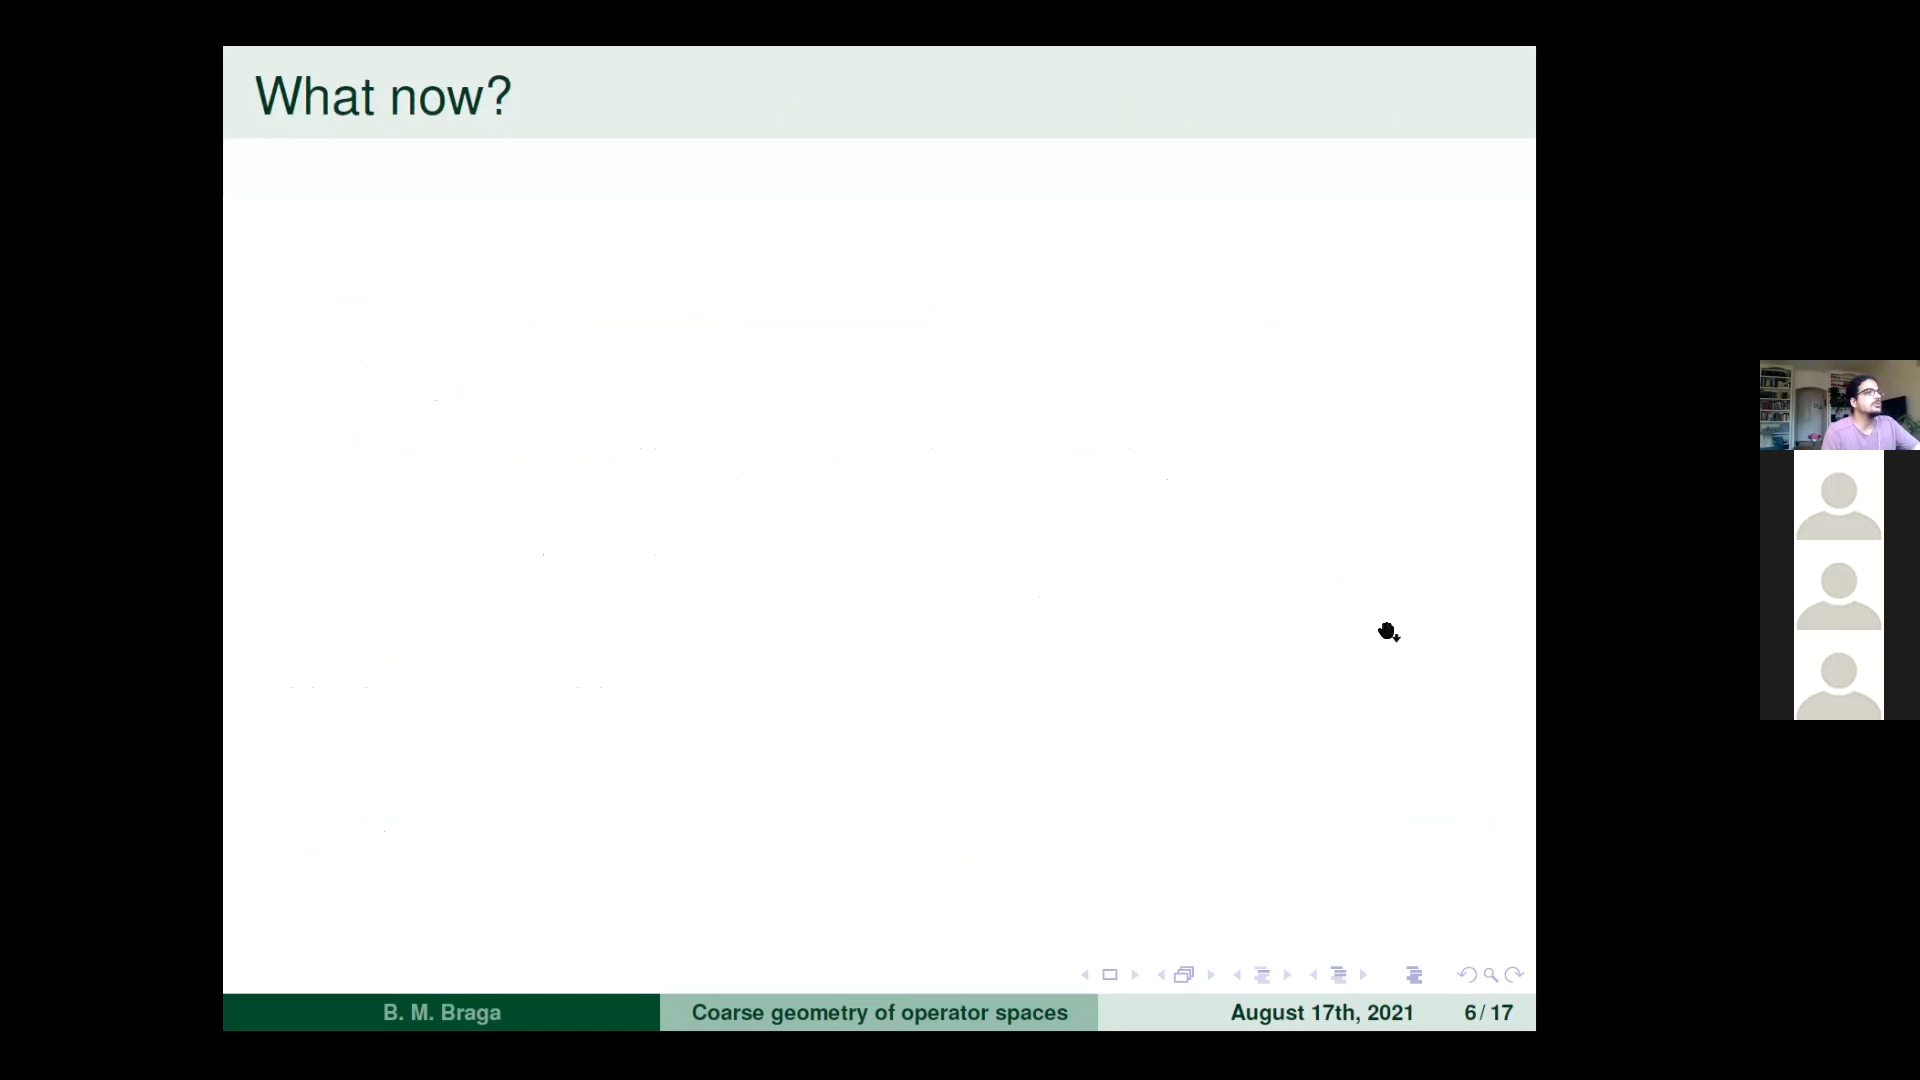 What now?
B. M. Braga
Coarse geometry of operator spaces
August 17th, 2021
6 / 17